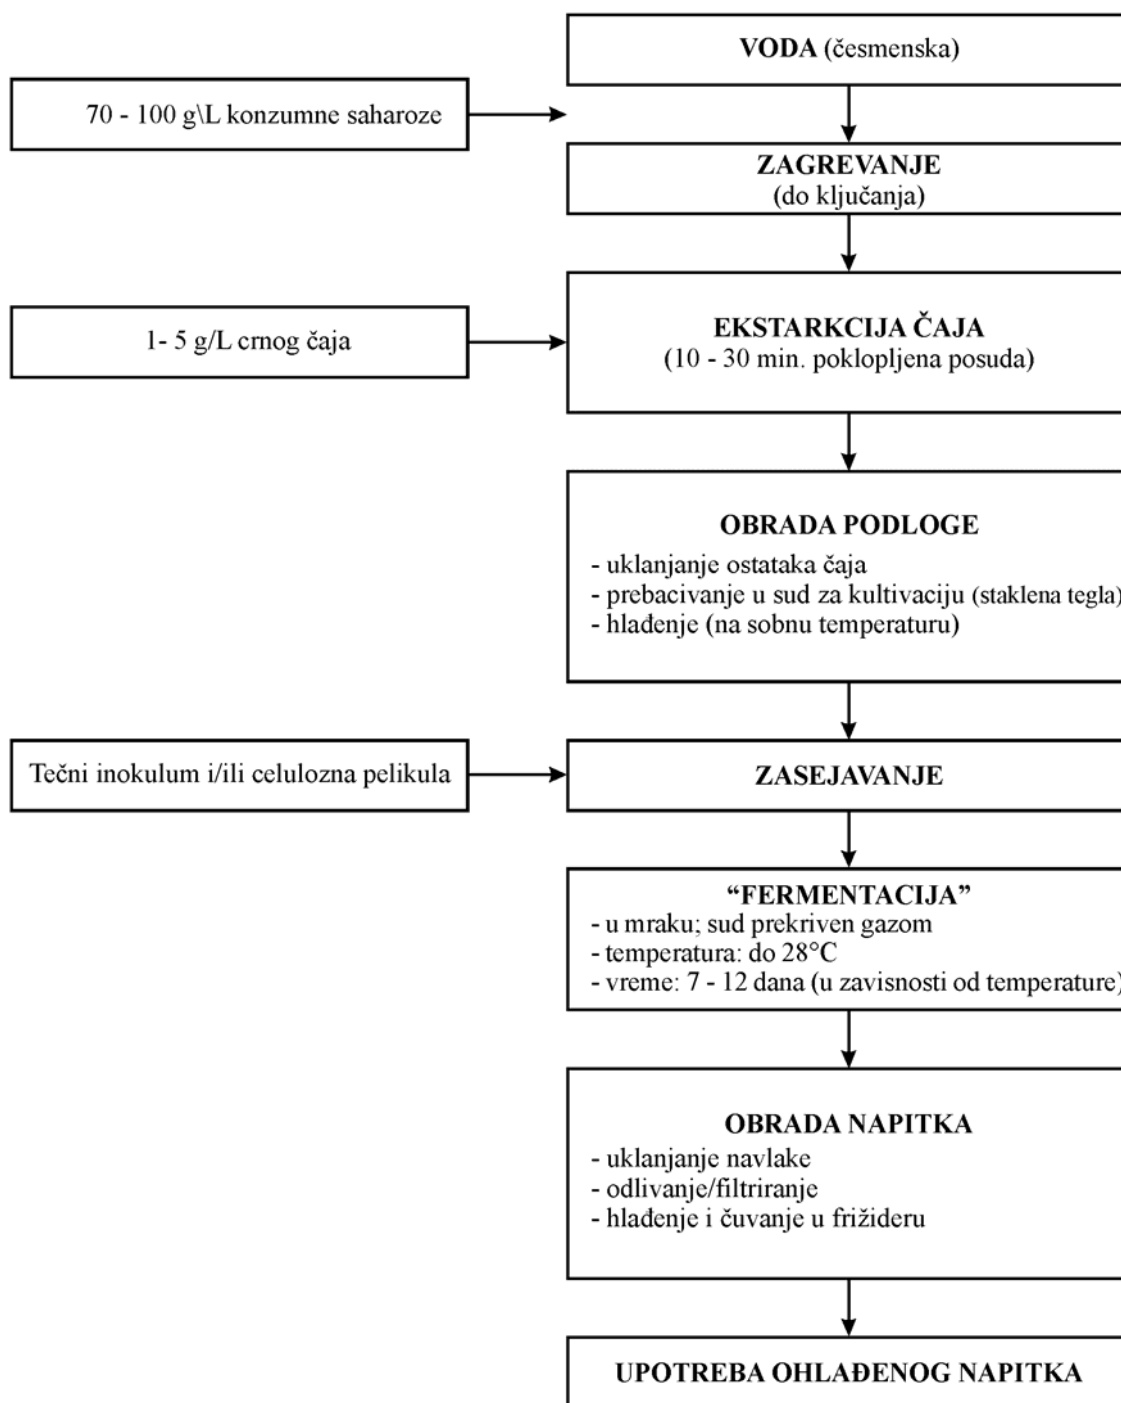 VODA (česmenska)
70 - 100 g\L konzumne saharoze
ZAGREVANJE
(do ključanja)
1- 5 g/L crnog čaja
EKSTARKCIJA ČAJA
(10 - 30 min. poklopljena posuda)
OBRADA PODLOGE
- uklanjanje ostataka čaja
- prebacivanje u sud za kultivaciju (staklena tegla)
- hlađenje (na sobnu temperaturu)
Tečni inokulum i/ili celulozna pelikula
ZASEJAVANJE
“FERMENTACIJA”
- u mraku; sud prekriven gazom
- temperatura: do 28°C
- vreme: 7 - 12 dana (u zavisnosti od temperature)
OBRADA NAPITKA
- uklanjanje navlake
- odlivanje/filtriranje
- hlađenje i čuvanje u frižideru
UPOTREBA OHLAĐENOG NAPITKA